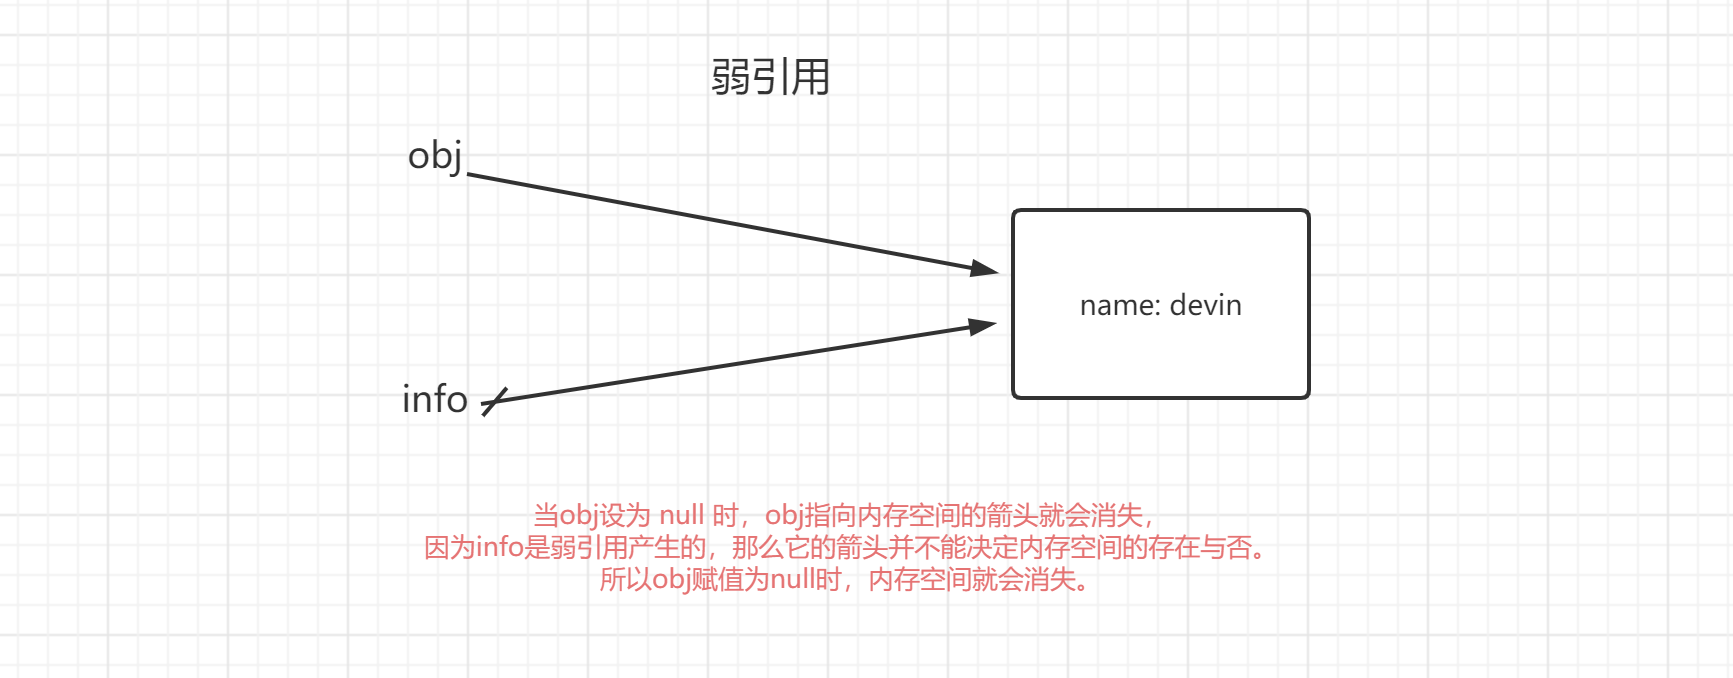 弱引用
obj
name: devin
info
当obj设为 null 时，obj指向内存空间的箭头就会消失，
因为info是弱引用产生的，那么它的箭头并不能决定内存空间的存在与否。
所以obj赋值为null时，内存空间就会消失。